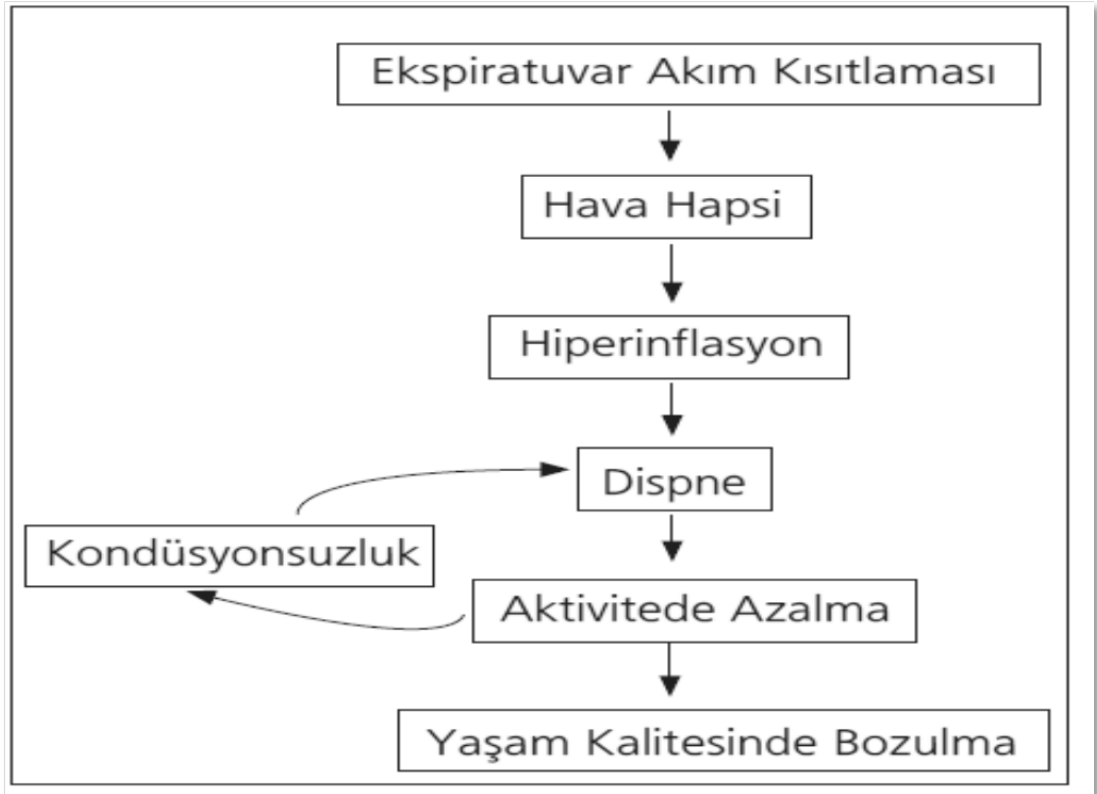 Ekspiratuvar Akım Kısıtlaması
Hava Hapsi
Hiperinflasyon
Dispne
Kondüsyonsuzluk
Aktivitede Azalma
Yaşam Kalitesinde Bozulma